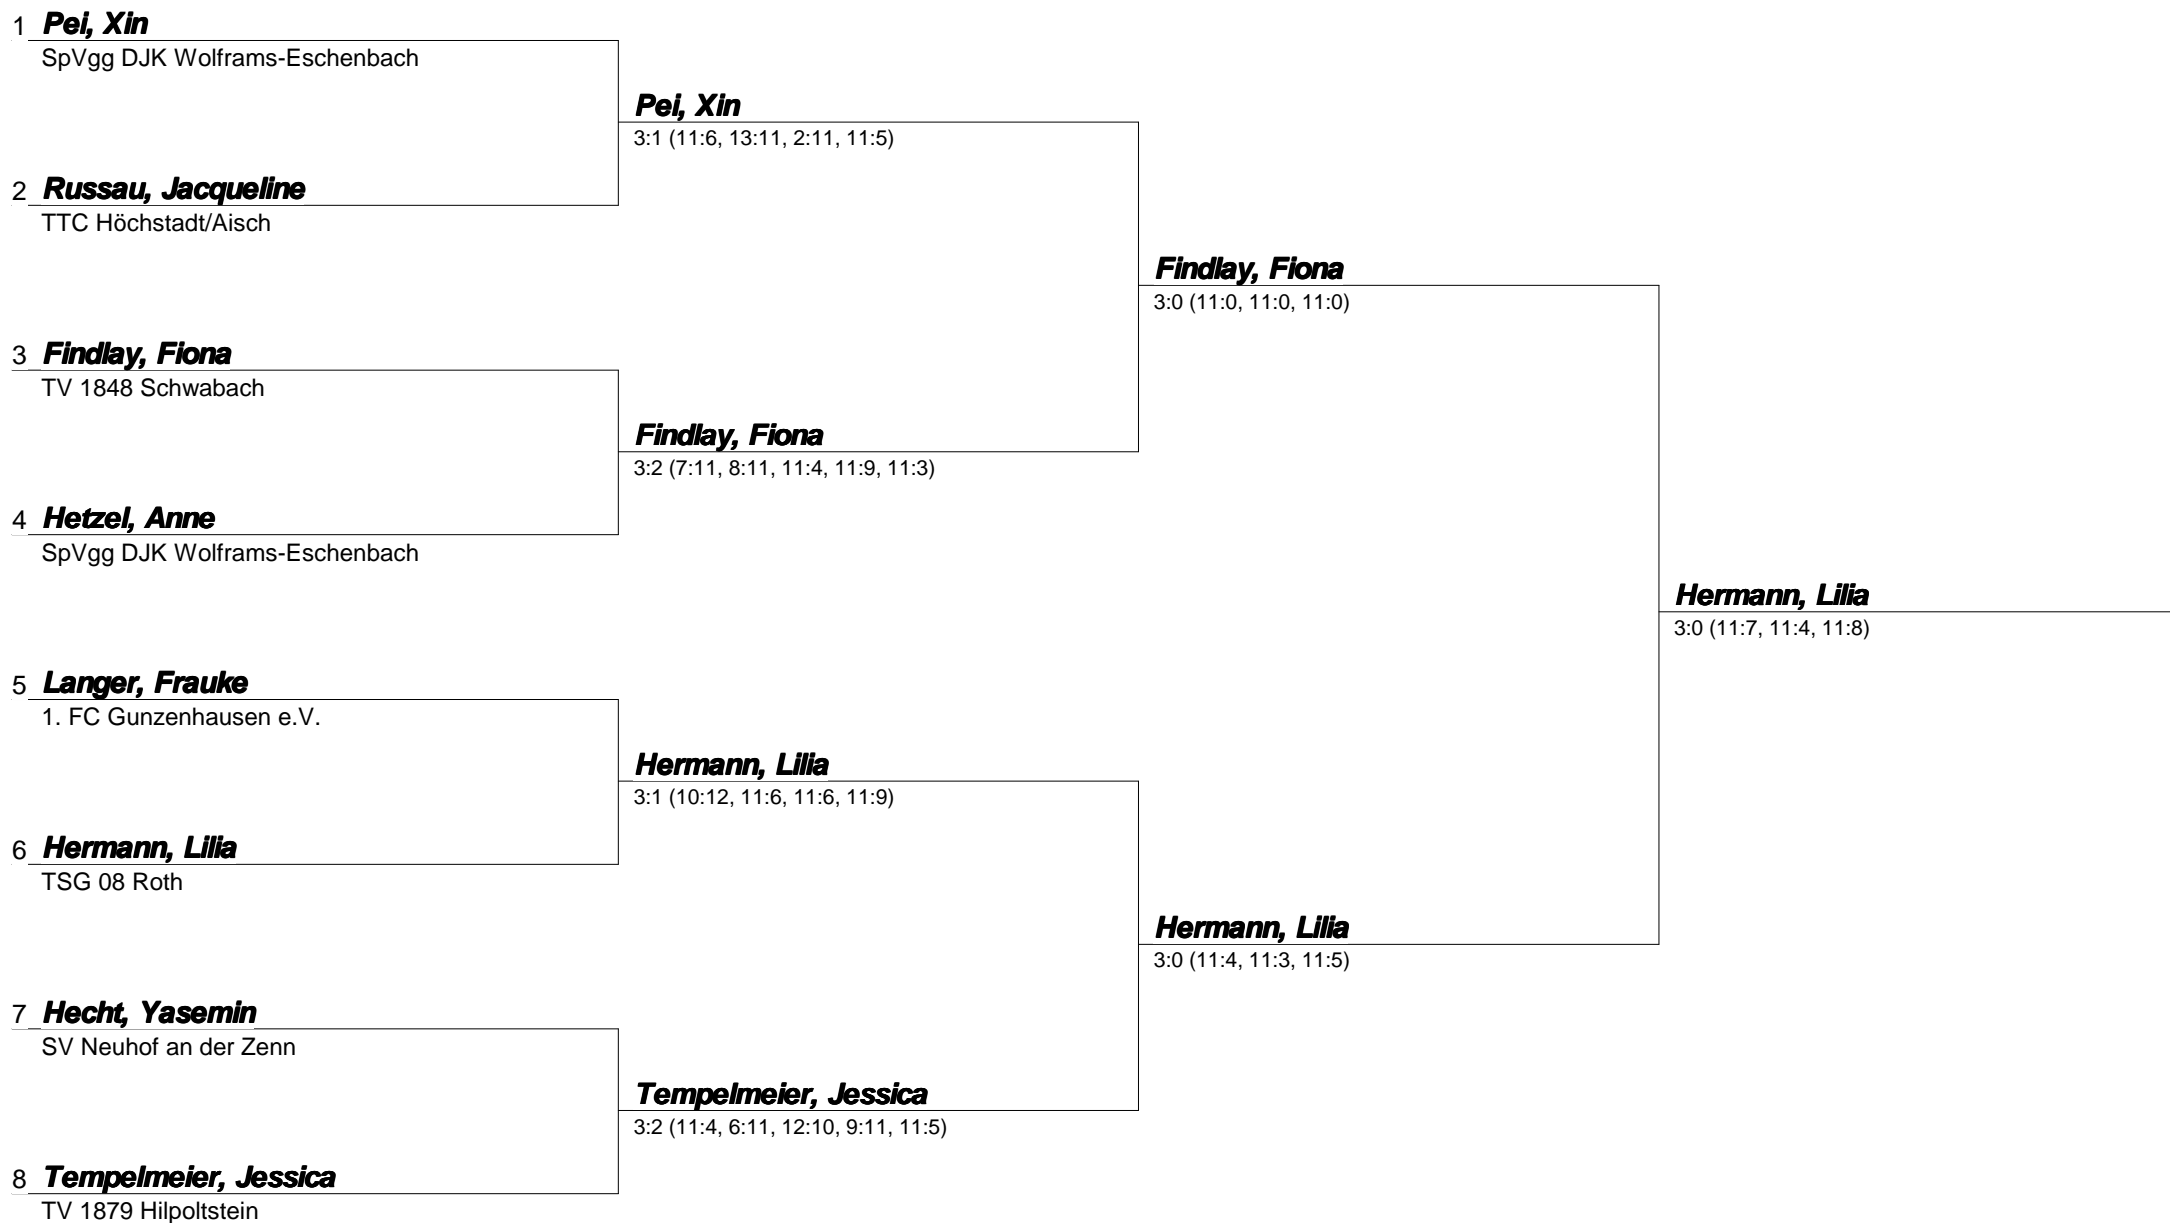 1 Pei, Xin
SpVgg DJK Wolframs-Eschenbach
Pei, Xin
3:1 (11:6, 13:11, 2:11, 11:5)
2 Russau, Jacqueline
TTC Höchstadt/Aisch
Findlay, Fiona
3:0 (11:0, 11:0, 11:0)
3 Findlay, Fiona
TV 1848 Schwabach
Findlay, Fiona
3:2 (7:11, 8:11, 11:4, 11:9, 11:3)
4 Hetzel, Anne
SpVgg DJK Wolframs-Eschenbach
Hermann, Lilia
3:0 (11:7, 11:4, 11:8)
5 Langer, Frauke
1. FC Gunzenhausen e.V.
Hermann, Lilia
3:1 (10:12, 11:6, 11:6, 11:9)
6 Hermann, Lilia
TSG 08 Roth
Hermann, Lilia
3:0 (11:4, 11:3, 11:5)
7 Hecht, Yasemin
SV Neuhof an der Zenn
Tempelmeier, Jessica
3:2 (11:4, 6:11, 12:10, 9:11, 11:5)
8 Tempelmeier, Jessica
TV 1879 Hilpoltstein